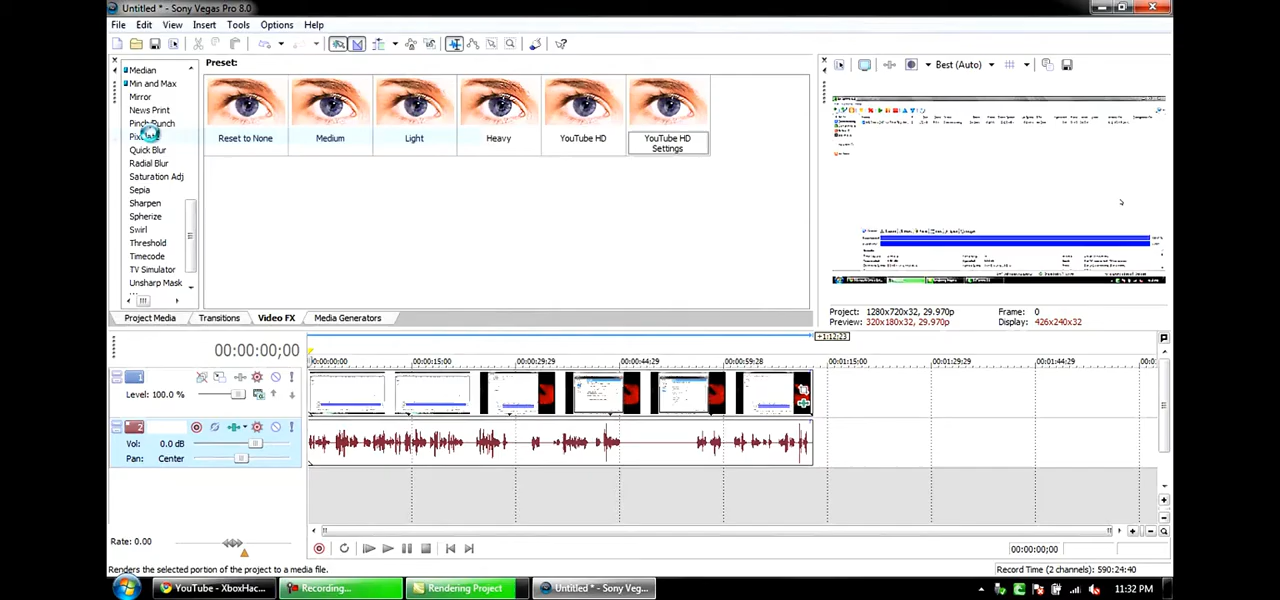 Untitled * - Sony Vegas Pro 8.0
File Edit View Insert Tools Options Help
Preset:
Best (Auto)
Median
Min and Max
Mirror
News Print
Pinch/Punch
Quick Blur
Radial Blur
Saturation Adj
Sepia
Sharpen
Spherize
Swirl
Threshold
Timecode
TV Simulator
Unsharp Mask
Reset to None
Medium
Light
Heavy
YouTube HD
YouTube HD
Settings
Project: 1280x720x32, 29.970p
Frame: 0
Preview: 320x180x32, 29.970p
Display: 426x240x32
Project Media
Transitions
Video FX
Media Generators
+1:12:23
00:00:00;00
00:00:15;00
00:00:29;29
00:00:44;29
00:00:59;28
00:01:15;00
00:01:29;29
00:01:44;29
1
Level: 100.0 %
2
Vol: 0.0 dB
Pan: Center
Rate: 0.00
00:00:00;00
Renders the selected portion of the project to a media file.
Record Time (2 channels): 590:24:40
YouTube - XboxHac...
Recording...
Rendering Project
Untitled * - Sony Veg...
11:32 PM